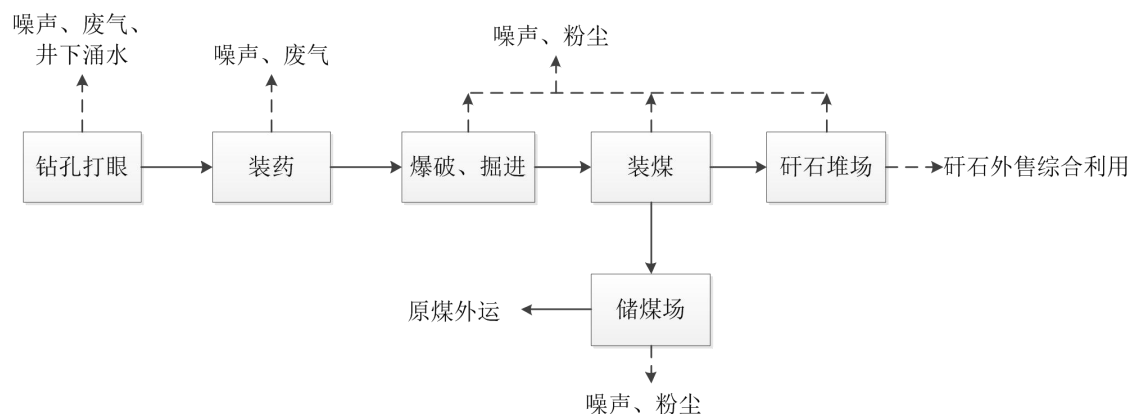 噪声、废气、
井下涌水
噪声、废气
噪声、粉尘
钻孔打眼
装药
爆破、掘进
装煤
矸石堆场
矸石外售综合利用
原煤外运
储煤场
噪声、粉尘